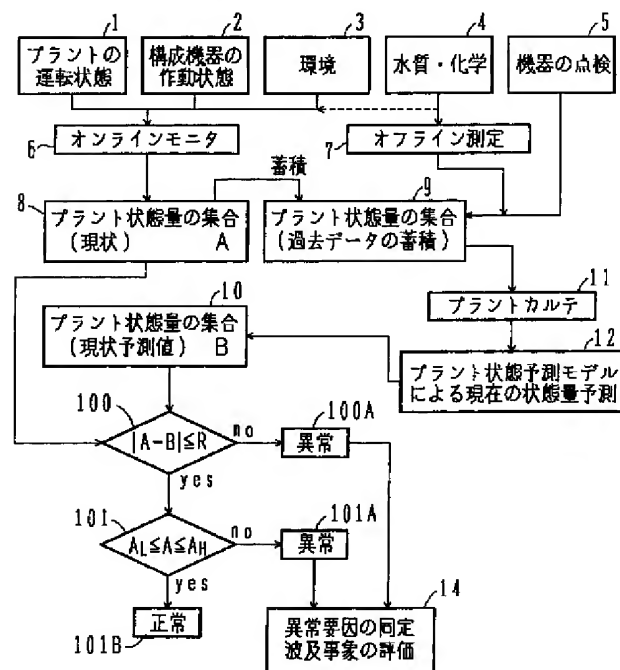 1
プラントの
運転状態
2
構成機器の
作動状態
3
環境
4
水質・化学
5
機器の点検
6
オンラインモニタ
7
オフライン測定
蓄積
8
プラント状態量の集合
(現状) A
9
プラント状態量の集合
(過去データの蓄積)
10
プラント状態量の集合
(現状予測値) B
11
プラントカルテ
12
プラント状態予測モデル
による現在の状態量予測
100
|A-B|≦R
no
100A
異常
yes
101
AL≦A≦AH
no
101A
異常
yes
正常
101B
14
異常要因の同定
波及事象の評価